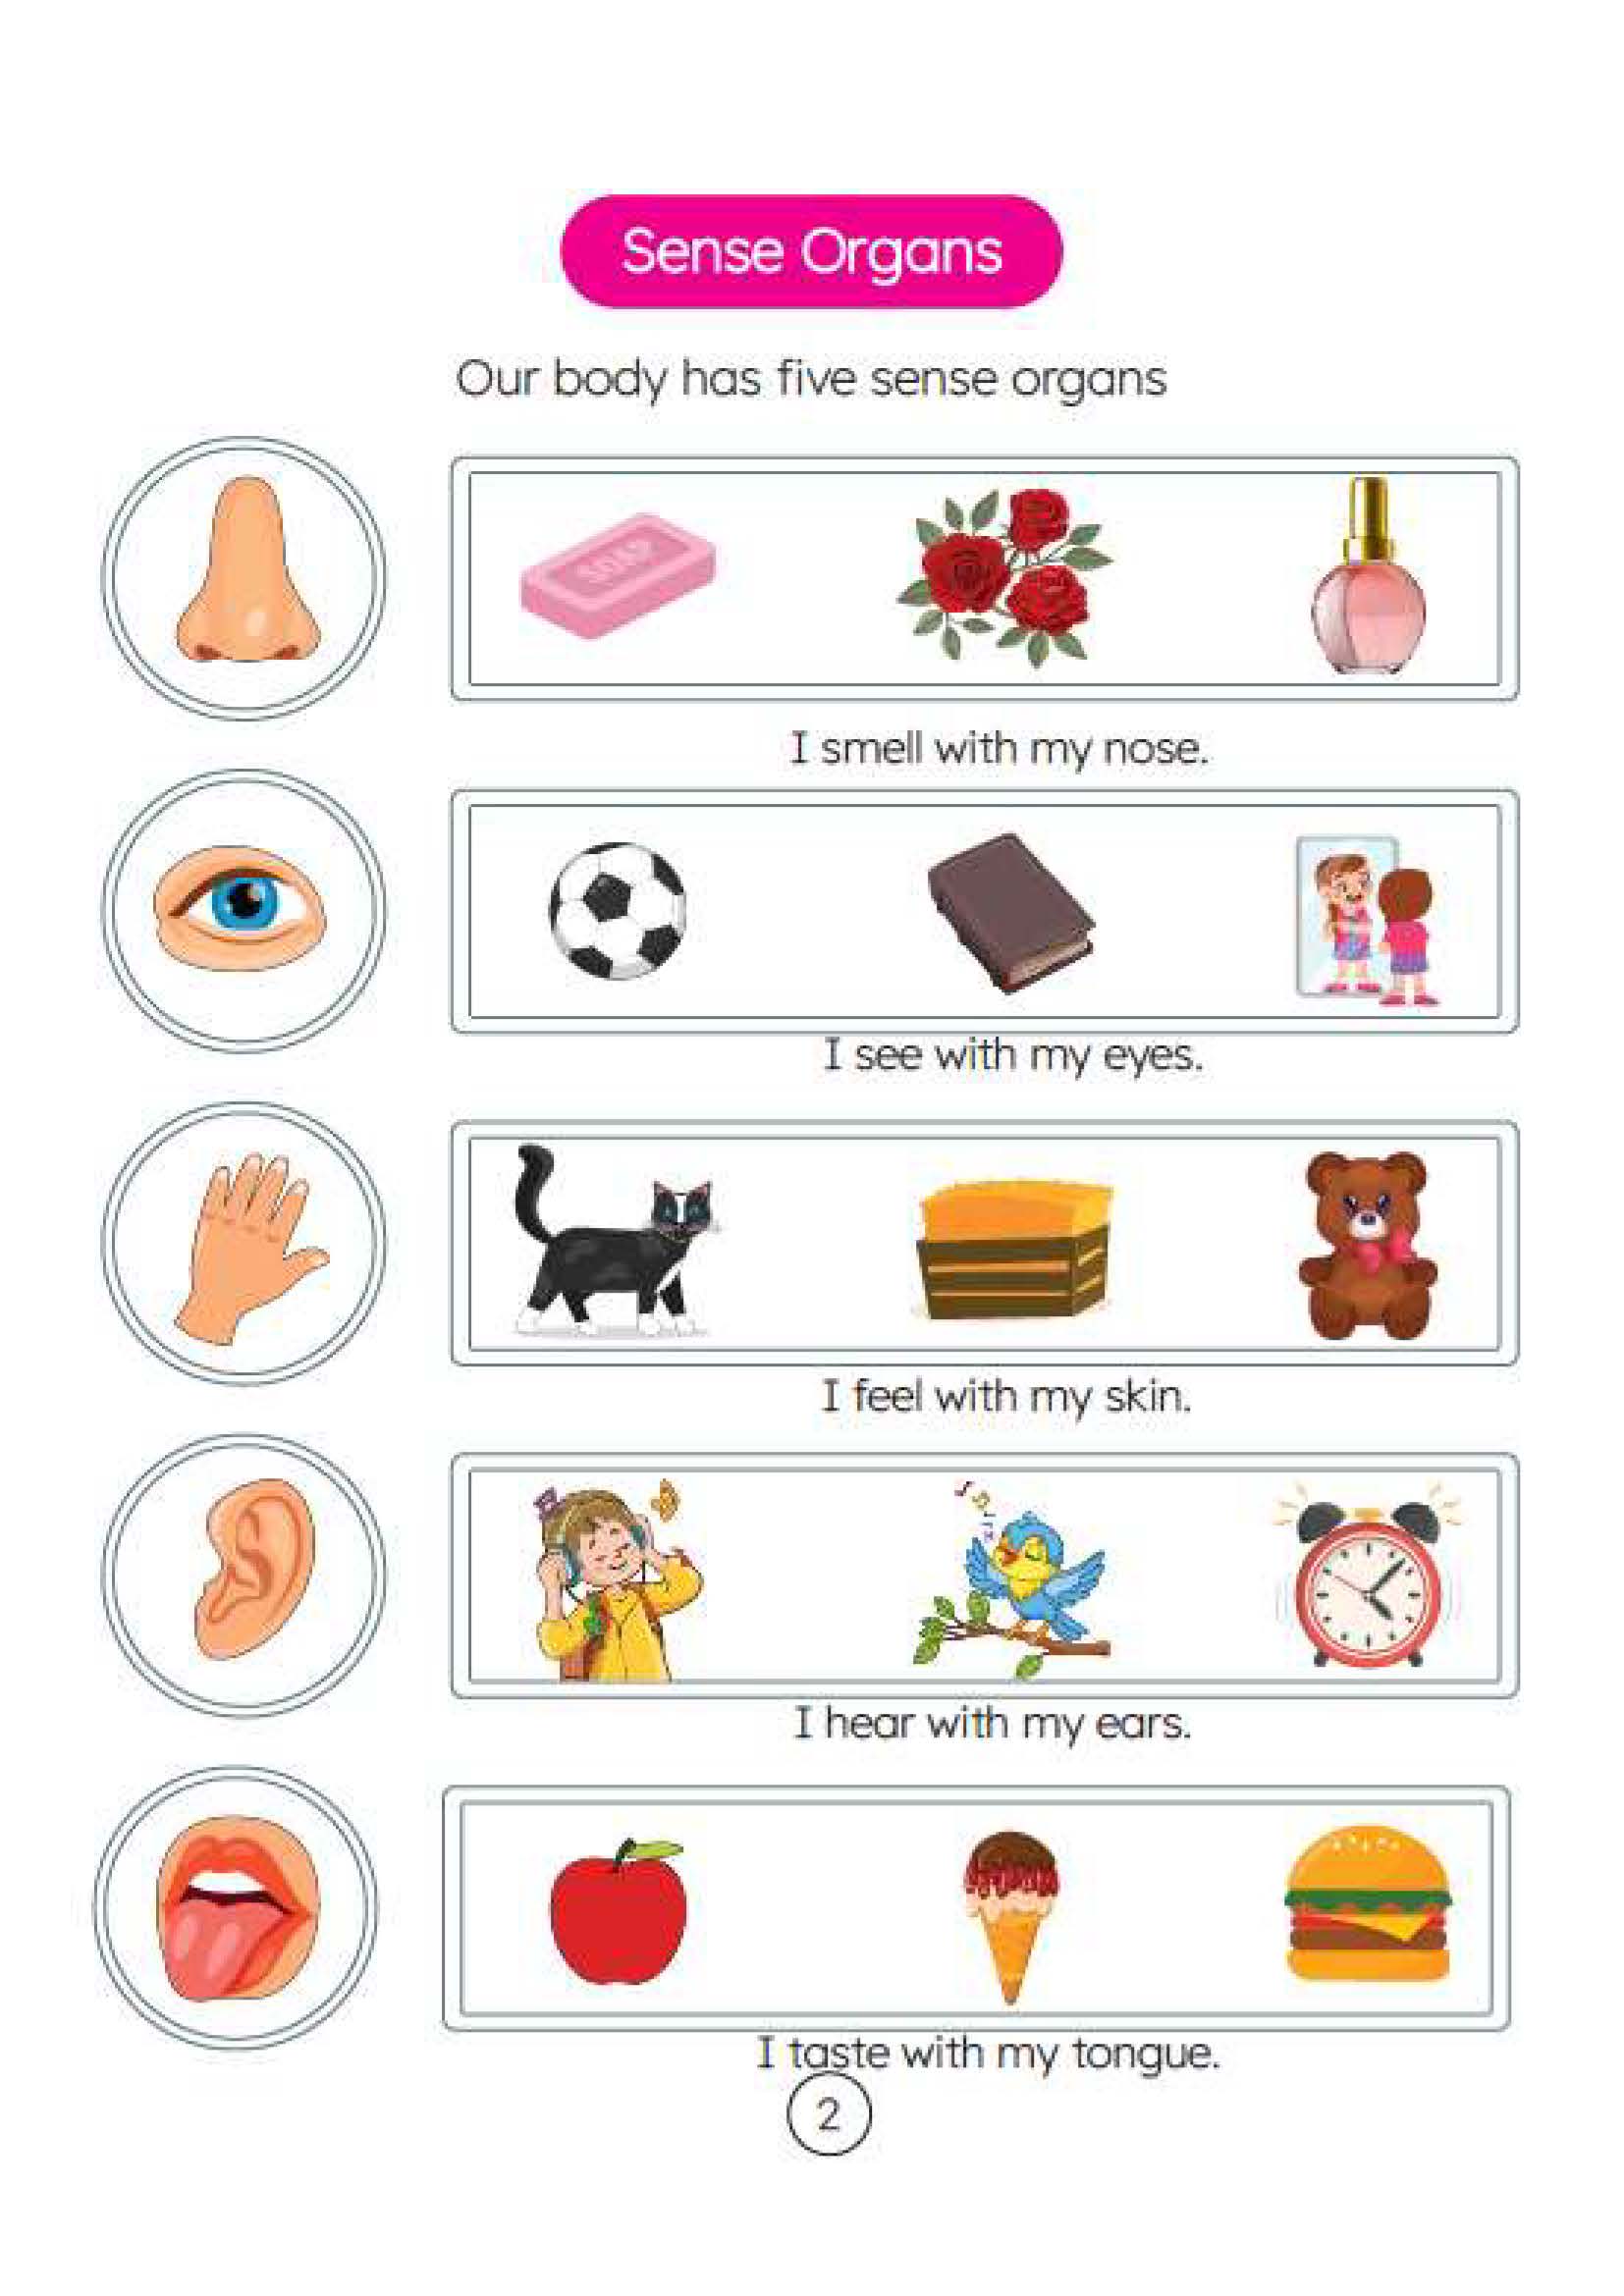 Sense Organs
Our body has five sense organs
SOAP
I smell with my nose.
I see with my eyes.
I feel with my skin.
I hear with my ears.
I taste with my tongue.
2